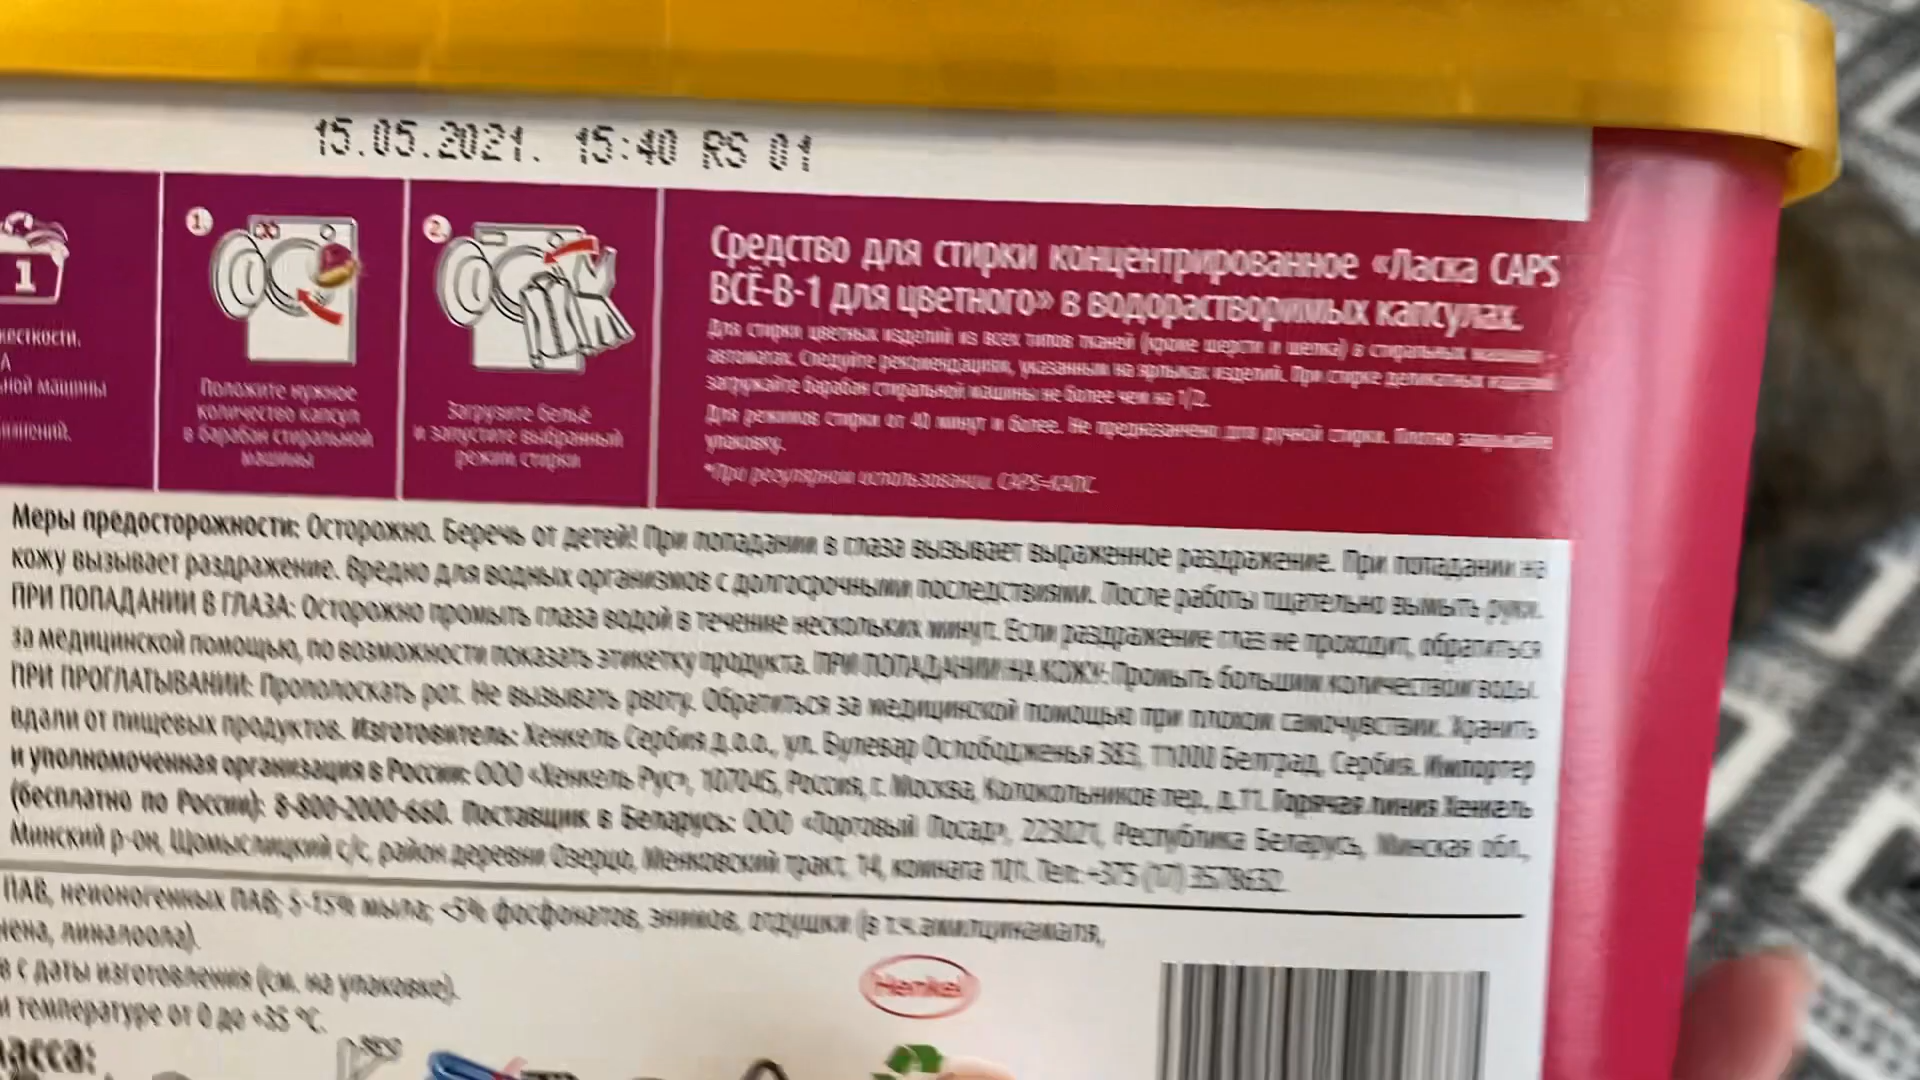 15.05.2021. 15:40 RS 01
1
жесткости.
А
ной машины
1.
Положите нужное
количество капсул
в барабан стиральной
машины
2.
Загрузите бельё
и запустите выбранный
режим стирки
Средство для стирки концентрированное «Ласка CAPS
ВСЁ-В-1 для цветного» в водорастворимых капсулах.
Для стирки цветных изделий из всех типов тканей (кроме шерсти и шелка) в стиральных машинах-
автоматах. Следуйте рекомендациям, указанным на ярлыках изделий. При стирке деликатных изделий
загружайте барабан стиральной машины не более чем на 1/2.
Для режимов стирки от 40 минут и более. Не предназначено для ручной стирки. Плотно закрывайте
упаковку.
*При регулярном использовании. CAPS-КАПС.
Меры предосторожности: Осторожно. Беречь от детей! При попадании в глаза вызывает выраженное раздражение. При попадании на
кожу вызывает раздражение. Вредно для водных организмов с долгосрочными последствиями. После работы тщательно вымыть руки.
ПРИ ПОПАДАНИИ В ГЛАЗА: Осторожно промыть глаза водой в течение нескольких минут. Если раздражение глаз не проходит, обратиться
за медицинской помощью, по возможности показать этикетку продукта. ПРИ ПОПАДАНИИ НА КОЖУ: Промыть большим количеством воды.
ПРИ ПРОГЛАТЫВАНИИ: Прополоскать рот. Не вызывать рвоту. Обратиться за медицинской помощью при плохом самочувствии. Хранить
вдали от пищевых продуктов. Изготовитель: Хенкель Сербия д.о.о., ул. Булевар Ослободженья 383, 11000 Белград, Сербия. Импортер
и уполномоченная организация в России: ООО «Хенкель Рус», 107045, Россия, г. Москва, Колокольников пер., д. 11. Горячая линия Хенкель
(бесплатно по России): 8-800-2000-660. Поставщик в Беларусь: ООО «Торговый Посад», 223021, Республика Беларусь, Минская обл.,
Минский р-он, Щомыслицкий с/с, район деревни Озерцо, Менковский тракт, 14, комната Тел: +375 (17) 3578632
ПАВ, неионогенных ПАВ; 5-15% мыла; <5% фосфонатов, энзимов, отдушки (в т.ч. амилциннамаля,
линалоола).
с даты изготовления (см. на упаковке).
температуре от 0 до +35 °C.
Henkel
масса: